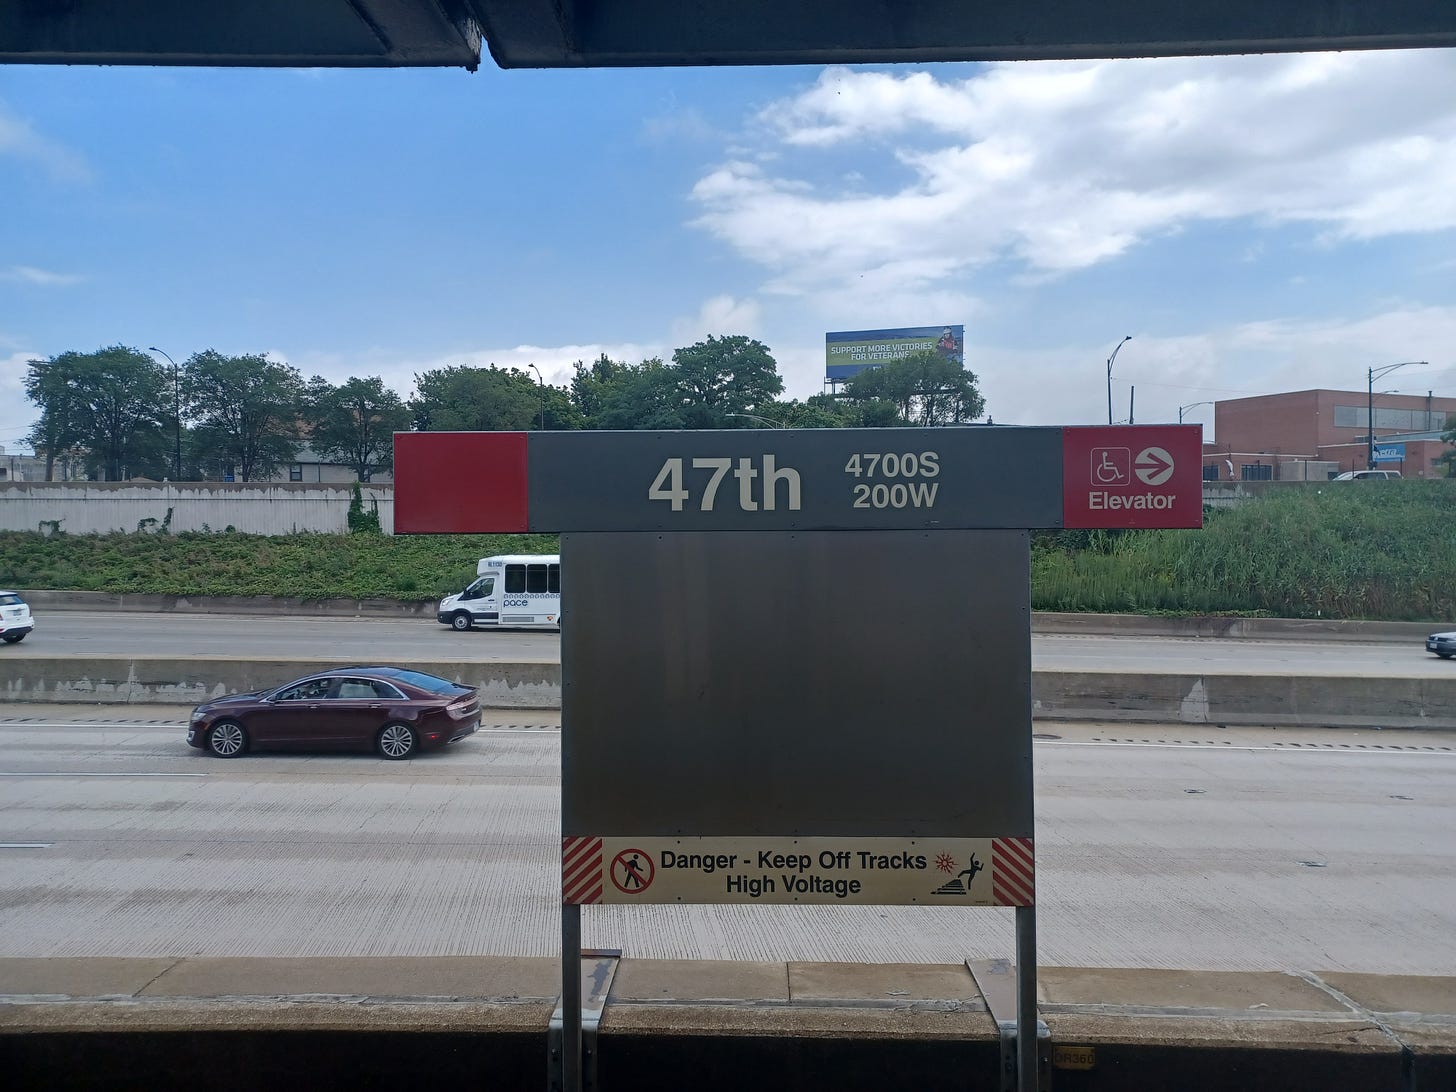 SUPPORT MORE VICTORIES
FOR VETERANS
47th
4700S
200W
Elevator
pace
Danger - Keep Off Tracks
High Voltage